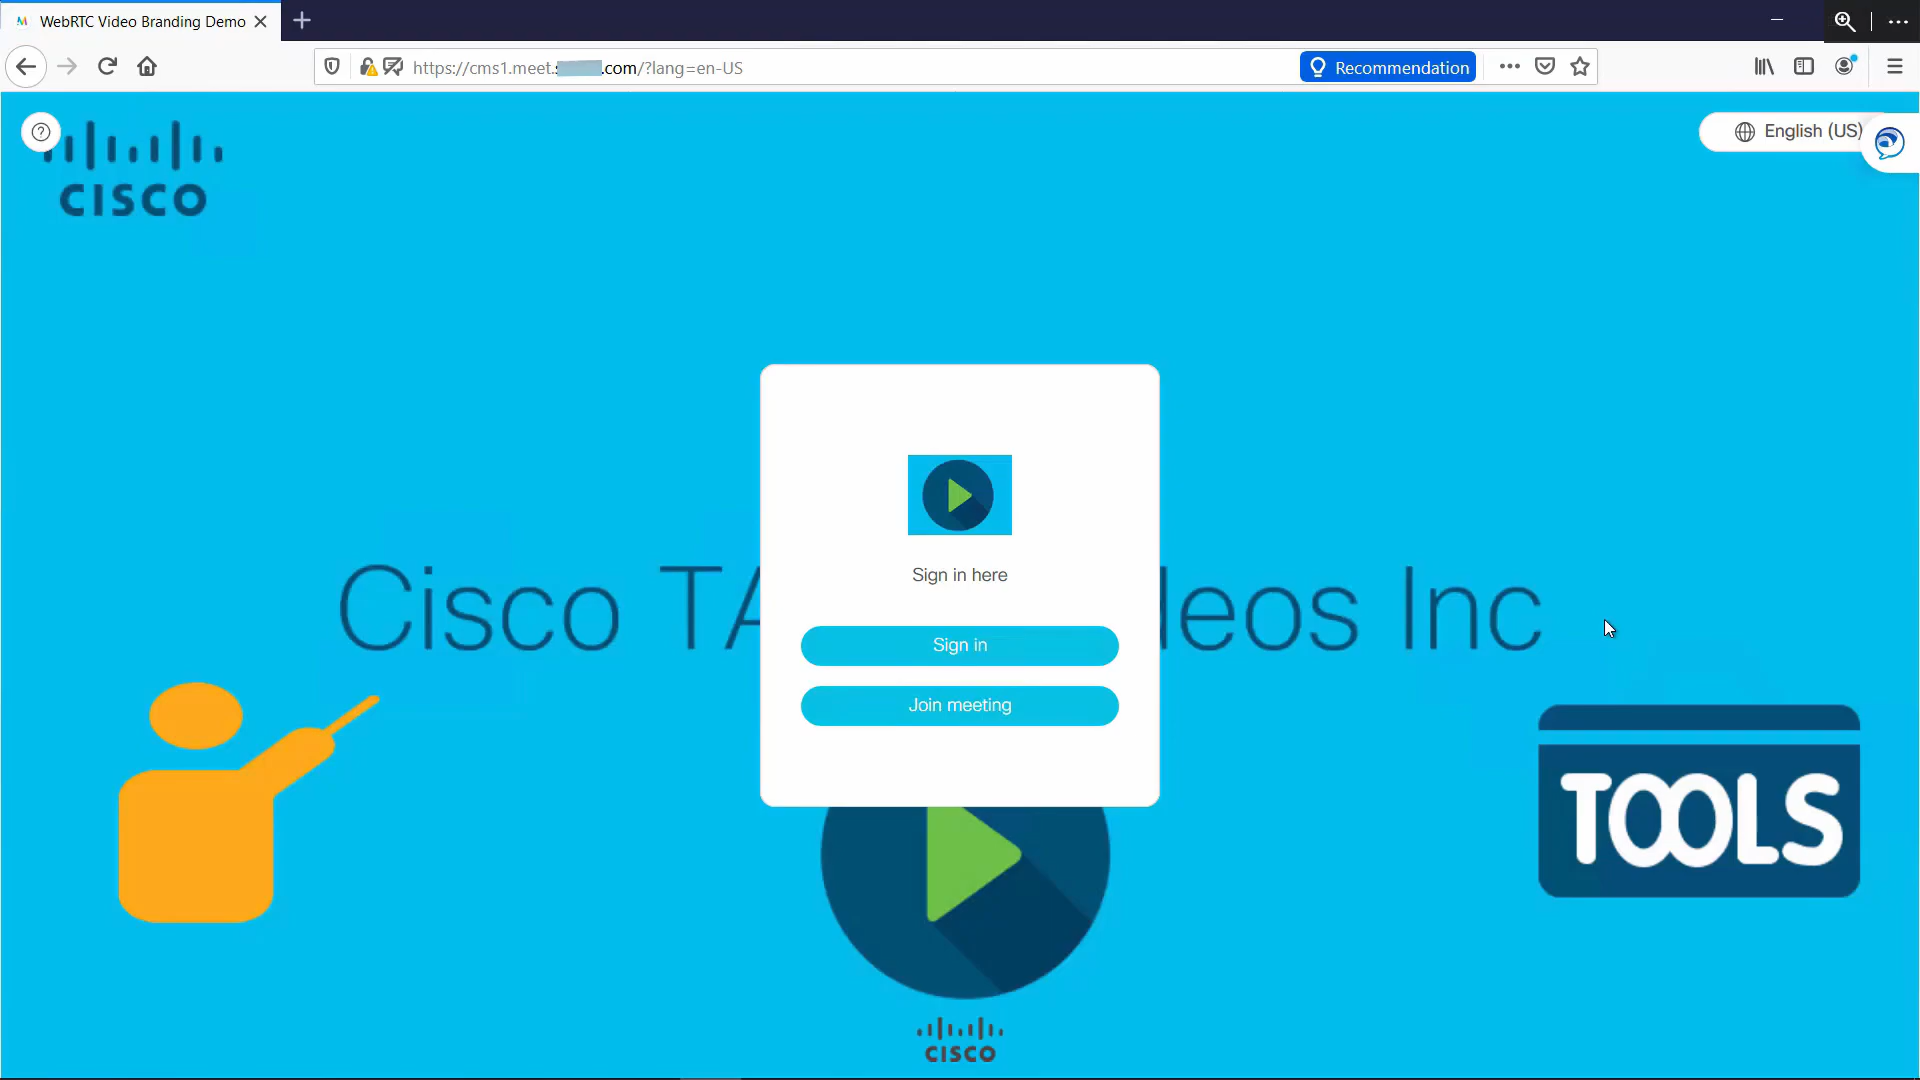 WebRTC Video Branding Demo
https://cms1.meet.s .com/?lang=en-US
Recommendation
CISCO
English (US)
Sign in here
Cisco TA deos Inc
Sign in
Join meeting
TOOLS
CISCO